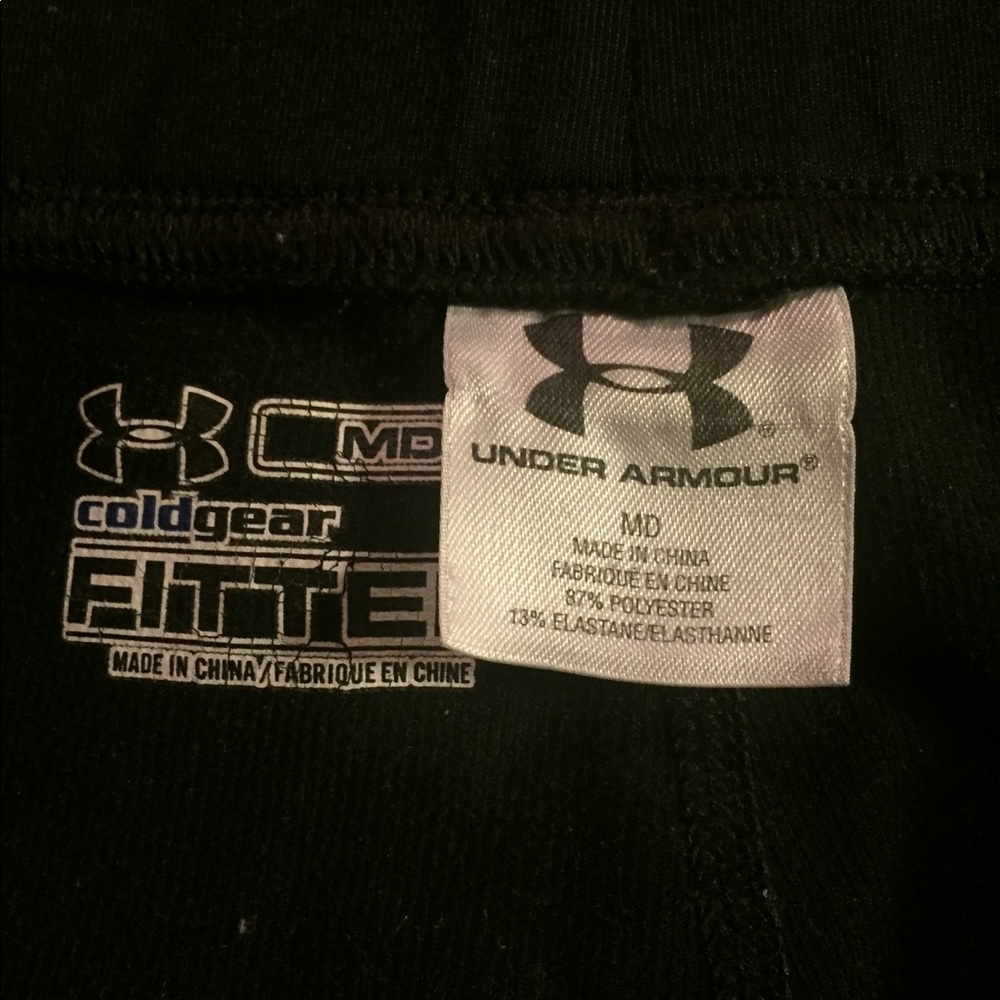 MD
coldgear
FITTE
MADE IN CHINA/FABRIQUE EN CHINE
UNDER ARMOUR®
MD
MADE IN CHINA
FABRIQUE EN CHINE
87% POLYESTER
13% ELASTANE/ELASTHANNE